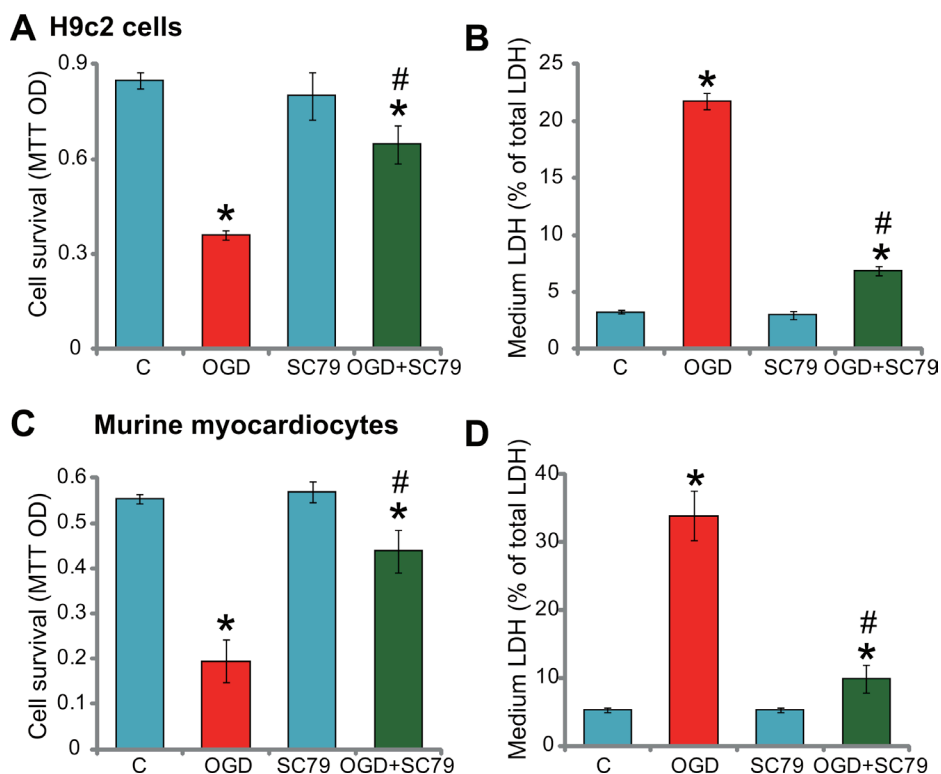 A H9c2 cells
Cell survival (MTT OD)
0.9
0.6
0.3
0
*
#
*
C OGD SC79 OGD+SC79
B
Medium LDH (% of total LDH)
25
20
15
10
5
0
*
#
*
C OGD SC79 OGD+SC79
C Murine myocardiocytes
Cell survival (MTT OD)
0.6
0.5
0.4
0.3
0.2
0.1
0
*
#
*
C OGD SC79 OGD+SC79
D
Medium LDH (% of total LDH)
40
30
20
10
0
*
#
*
C OGD SC79 OGD+SC79